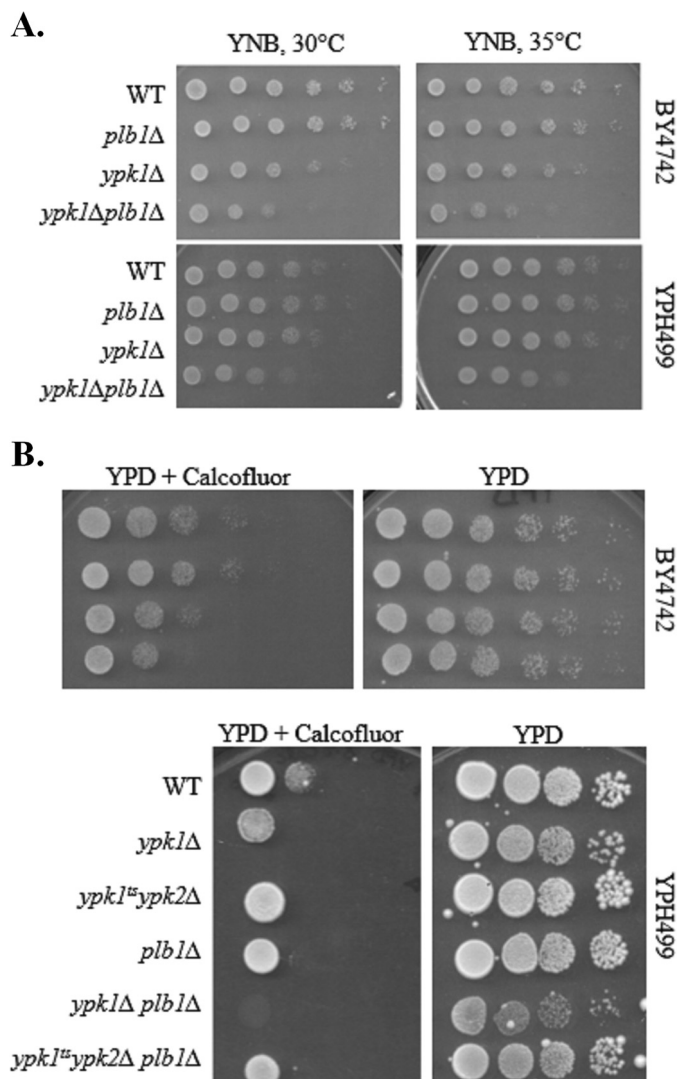 A.
YNB, 30°C
YNB, 35°C
WT
plb1Δ
ypk1Δ
ypk1Δplb1Δ
BY4742
WT
plb1Δ
ypk1Δ
ypk1Δplb1Δ
YPH499
B.
YPD + Calcofluor
YPD
BY4742
YPD + Calcofluor
YPD
WT
ypk1Δ
ypk1ᵗˢypk2Δ
plb1Δ
ypk1Δ plb1Δ
ypk1ᵗˢypk2Δ plb1Δ
YPH499